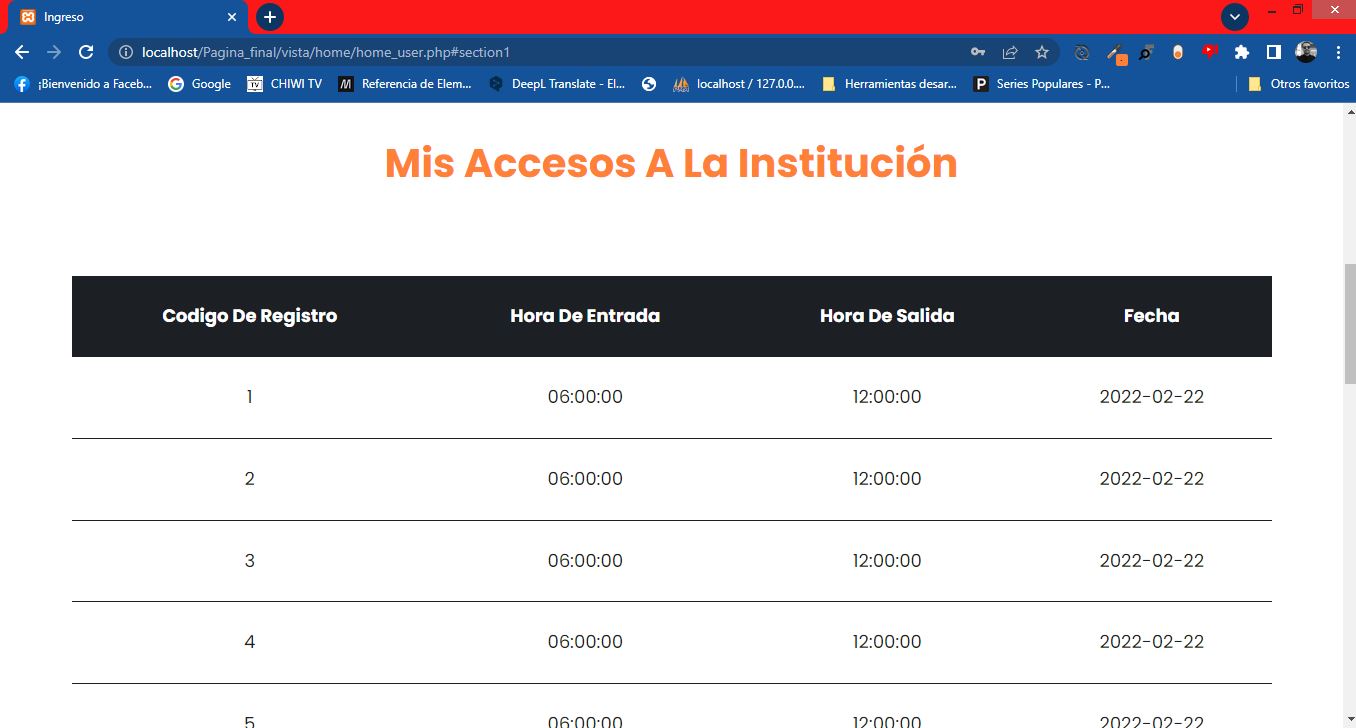 Ingreso
localhost/Pagina_final/vista/home/home_user.php#section1
¡Bienvenido a Faceb... Google CHIWI TV Referencia de Elem... DeepL Translate - El... localhost / 127.0.0.... Herramientas desar... Series Populares - P... Otros favoritos
Mis Accesos A La Institución
Codigo De Registro Hora De Entrada Hora De Salida Fecha
1 06:00:00 12:00:00 2022-02-22
2 06:00:00 12:00:00 2022-02-22
3 06:00:00 12:00:00 2022-02-22
4 06:00:00 12:00:00 2022-02-22
5 06:00:00 12:00:00 2022-02-22